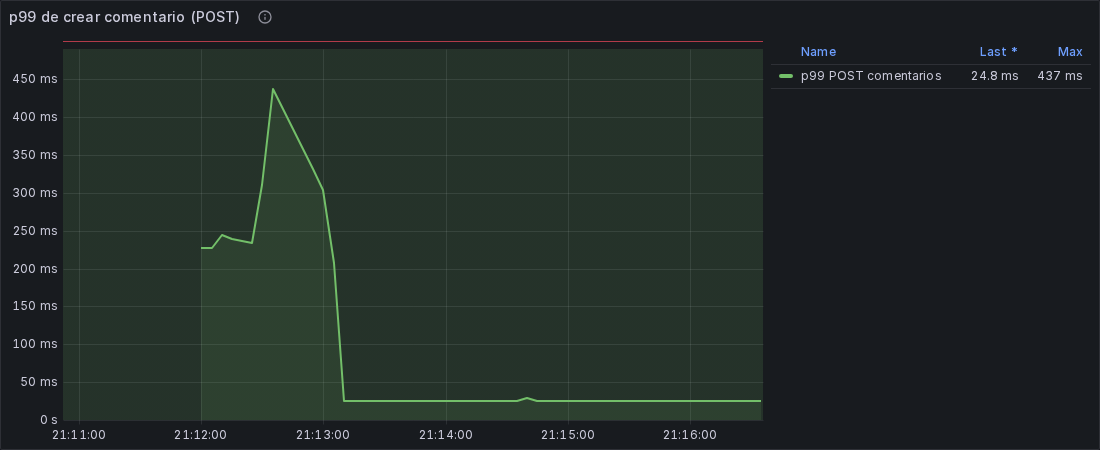 p99 de crear comentario (POST)
Name Last * Max
p99 POST comentarios 24.8 ms 437 ms
450 ms
400 ms
350 ms
300 ms
250 ms
200 ms
150 ms
100 ms
50 ms
0 s
21:11:00 21:12:00 21:13:00 21:14:00 21:15:00 21:16:00